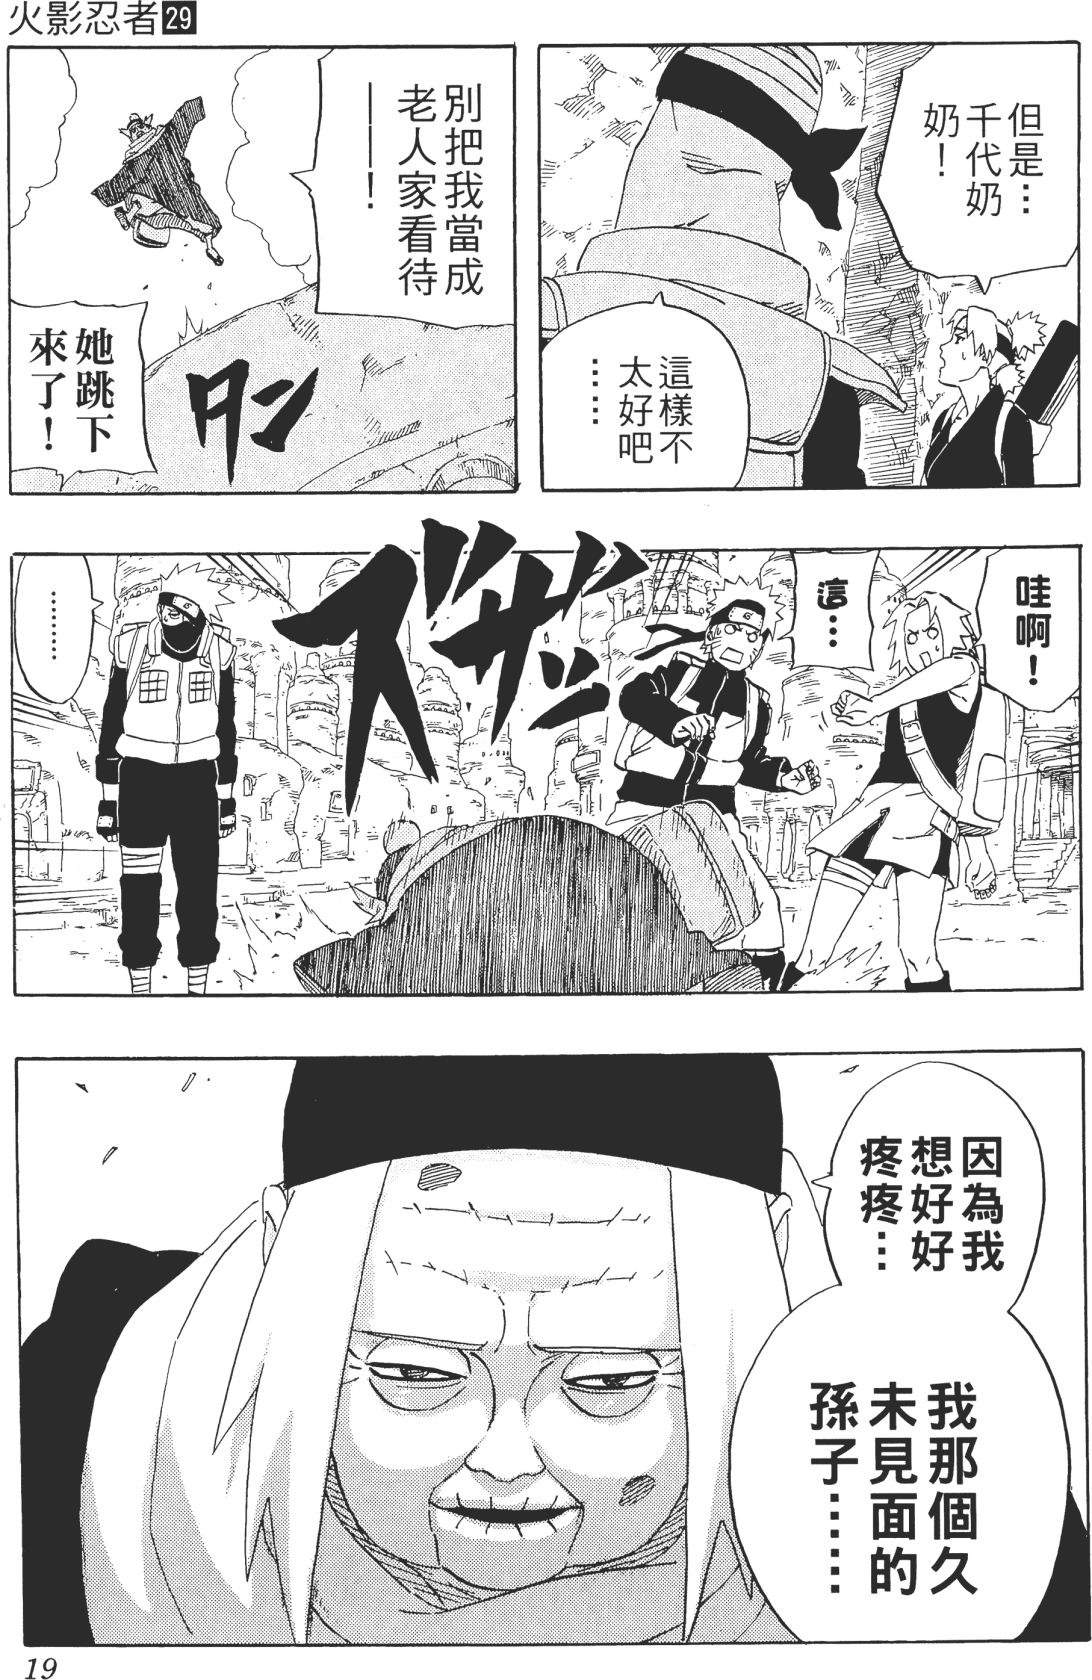 火影忍者29
但是…
千代奶
奶！
這樣不
太好吧
……
別把我當成
老人家看待
——！
她跳下
來了！
タン
哇啊！
這…
ズザッ
………
因為我
想好好
疼疼…
我那個久
未見面的
孫子……
19